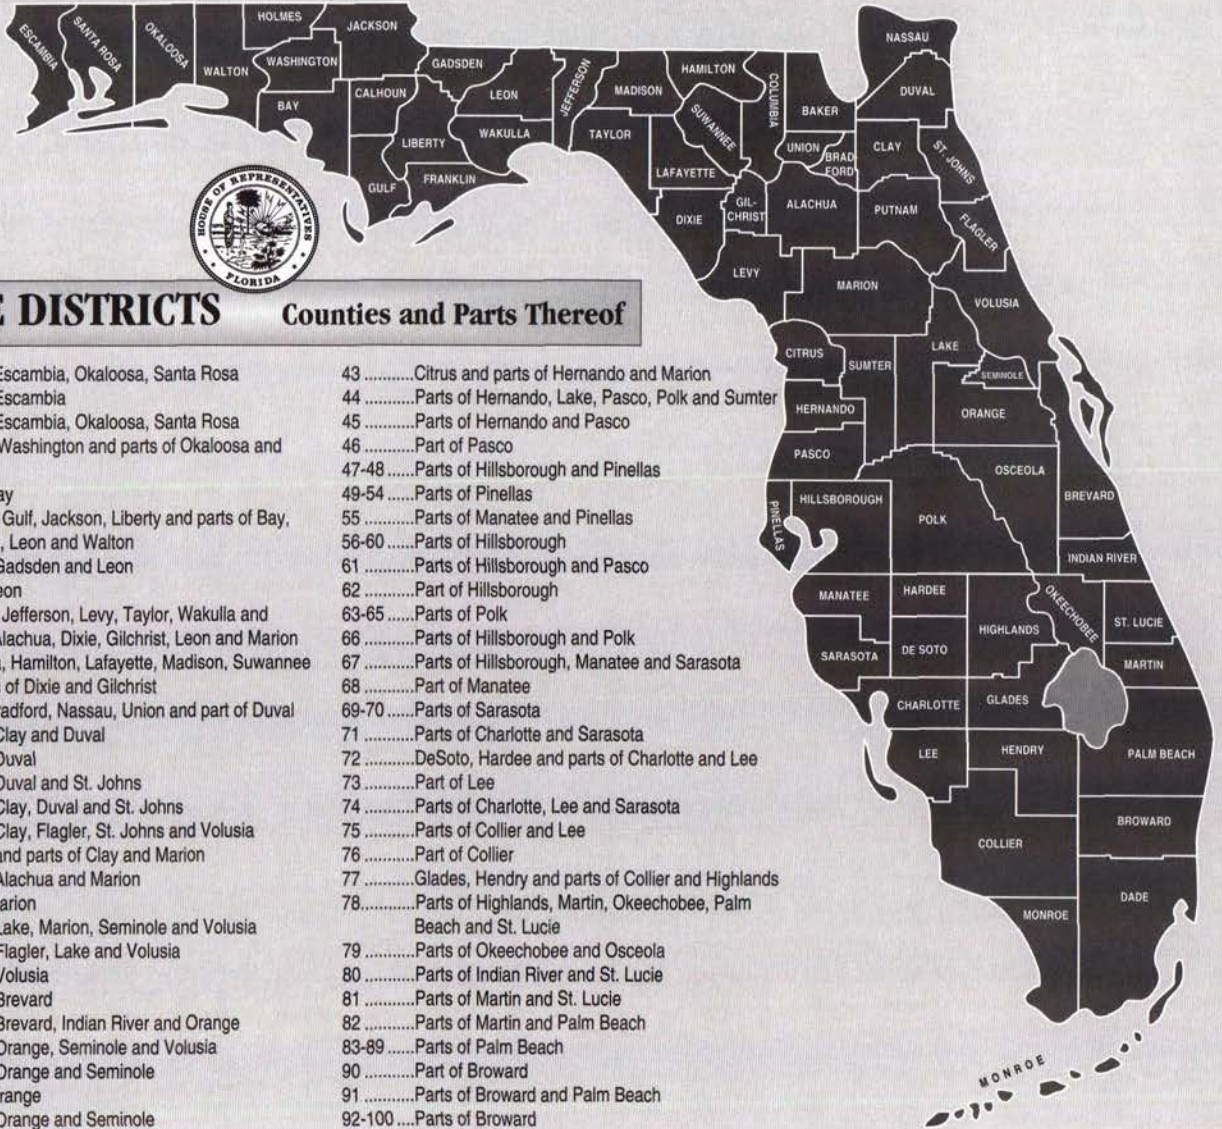 ESCAMBIA
SANTA ROSA
OKALOOSA
WALTON
HOLMES
WASHINGTON
JACKSON
BAY
CALHOUN
GADSDEN
LEON
LIBERTY
WAKULLA
GULF
FRANKLIN
JEFFERSON
MADISON
TAYLOR
HAMILTON
SUWANNEE
LAFAYETTE
COLUMBIA
BAKER
NASSAU
DUVAL
UNION
BRAD
FORD
CLAY
ST. JOHNS
DIXIE
GIL-
CHRIST
ALACHUA
PUTNAM
FLAGLER
LEVY
MARION
VOLUSIA
CITRUS
SUMTER
LAKE
SEMINOLE
HERNANDO
ORANGE
PASCO
OSCEOLA
BREVARD
PINELLAS
HILLSBOROUGH
POLK
INDIAN RIVER
MANATEE
HARDEE
HIGHLANDS
OKEECHOBEE
ST. LUCIE
SARASOTA
DE SOTO
MARTIN
CHARLOTTE
GLADES
LEE
HENDRY
PALM BEACH
BROWARD
COLLIER
DADE
MONROE
MONROE
HOUSE OF REPRESENTATIVES
FLORIDA
E DISTRICTS Counties and Parts Thereof
Escambia, Okaloosa, Santa Rosa
Escambia
Escambia, Okaloosa, Santa Rosa
Washington and parts of Okaloosa and
ay
Gulf, Jackson, Liberty and parts of Bay,
, Leon and Walton
Gadsden and Leon
eon
Jefferson, Levy, Taylor, Wakulla and
Alachua, Dixie, Gilchrist, Leon and Marion
, Hamilton, Lafayette, Madison, Suwannee
of Dixie and Gilchrist
radford, Nassau, Union and part of Duval
Clay and Duval
Duval
Duval and St. Johns
Clay, Duval and St. Johns
Clay, Flagler, St. Johns and Volusia
and parts of Clay and Marion
Alachua and Marion
arion
Lake, Marion, Seminole and Volusia
Flagler, Lake and Volusia
Volusia
Brevard
Brevard, Indian River and Orange
Orange, Seminole and Volusia
Orange and Seminole
range
Orange and Seminole
43 ..........Citrus and parts of Hernando and Marion
44 ..........Parts of Hernando, Lake, Pasco, Polk and Sumter
45 ..........Parts of Hernando and Pasco
46 ..........Part of Pasco
47-48 ......Parts of Hillsborough and Pinellas
49-54 ......Parts of Pinellas
55 ..........Parts of Manatee and Pinellas
56-60 ......Parts of Hillsborough
61 ..........Parts of Hillsborough and Pasco
62 ..........Part of Hillsborough
63-65 ......Parts of Polk
66 ..........Parts of Hillsborough and Polk
67 ..........Parts of Hillsborough, Manatee and Sarasota
68 ..........Part of Manatee
69-70 ......Parts of Sarasota
71 ..........Parts of Charlotte and Sarasota
72 ..........DeSoto, Hardee and parts of Charlotte and Lee
73 ..........Part of Lee
74 ..........Parts of Charlotte, Lee and Sarasota
75 ..........Parts of Collier and Lee
76 ..........Part of Collier
77 ..........Glades, Hendry and parts of Collier and Highlands
78...........Parts of Highlands, Martin, Okeechobee, Palm
Beach and St. Lucie
79 ..........Parts of Okeechobee and Osceola
80 ..........Parts of Indian River and St. Lucie
81 ..........Parts of Martin and St. Lucie
82 ..........Parts of Martin and Palm Beach
83-89 ......Parts of Palm Beach
90 ..........Part of Broward
91 ..........Parts of Broward and Palm Beach
92-100 ....Parts of Broward